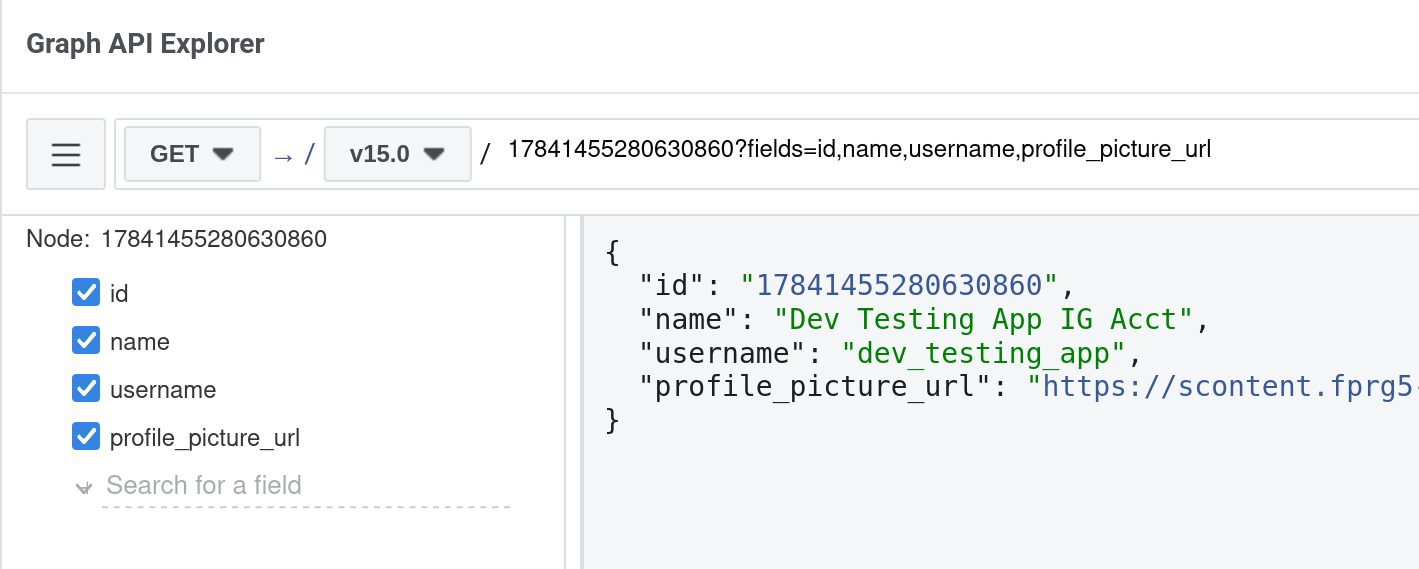 Graph API Explorer
GET → / v15.0 / 17841455280630860?fields=id,name,username,profile_picture_url
Node: 17841455280630860
id
name
username
profile_picture_url
Search for a field
{
"id": "17841455280630860",
"name": "Dev Testing App IG Acct",
"username": "dev_testing_app",
"profile_picture_url": "https://scontent.fprg5-
}